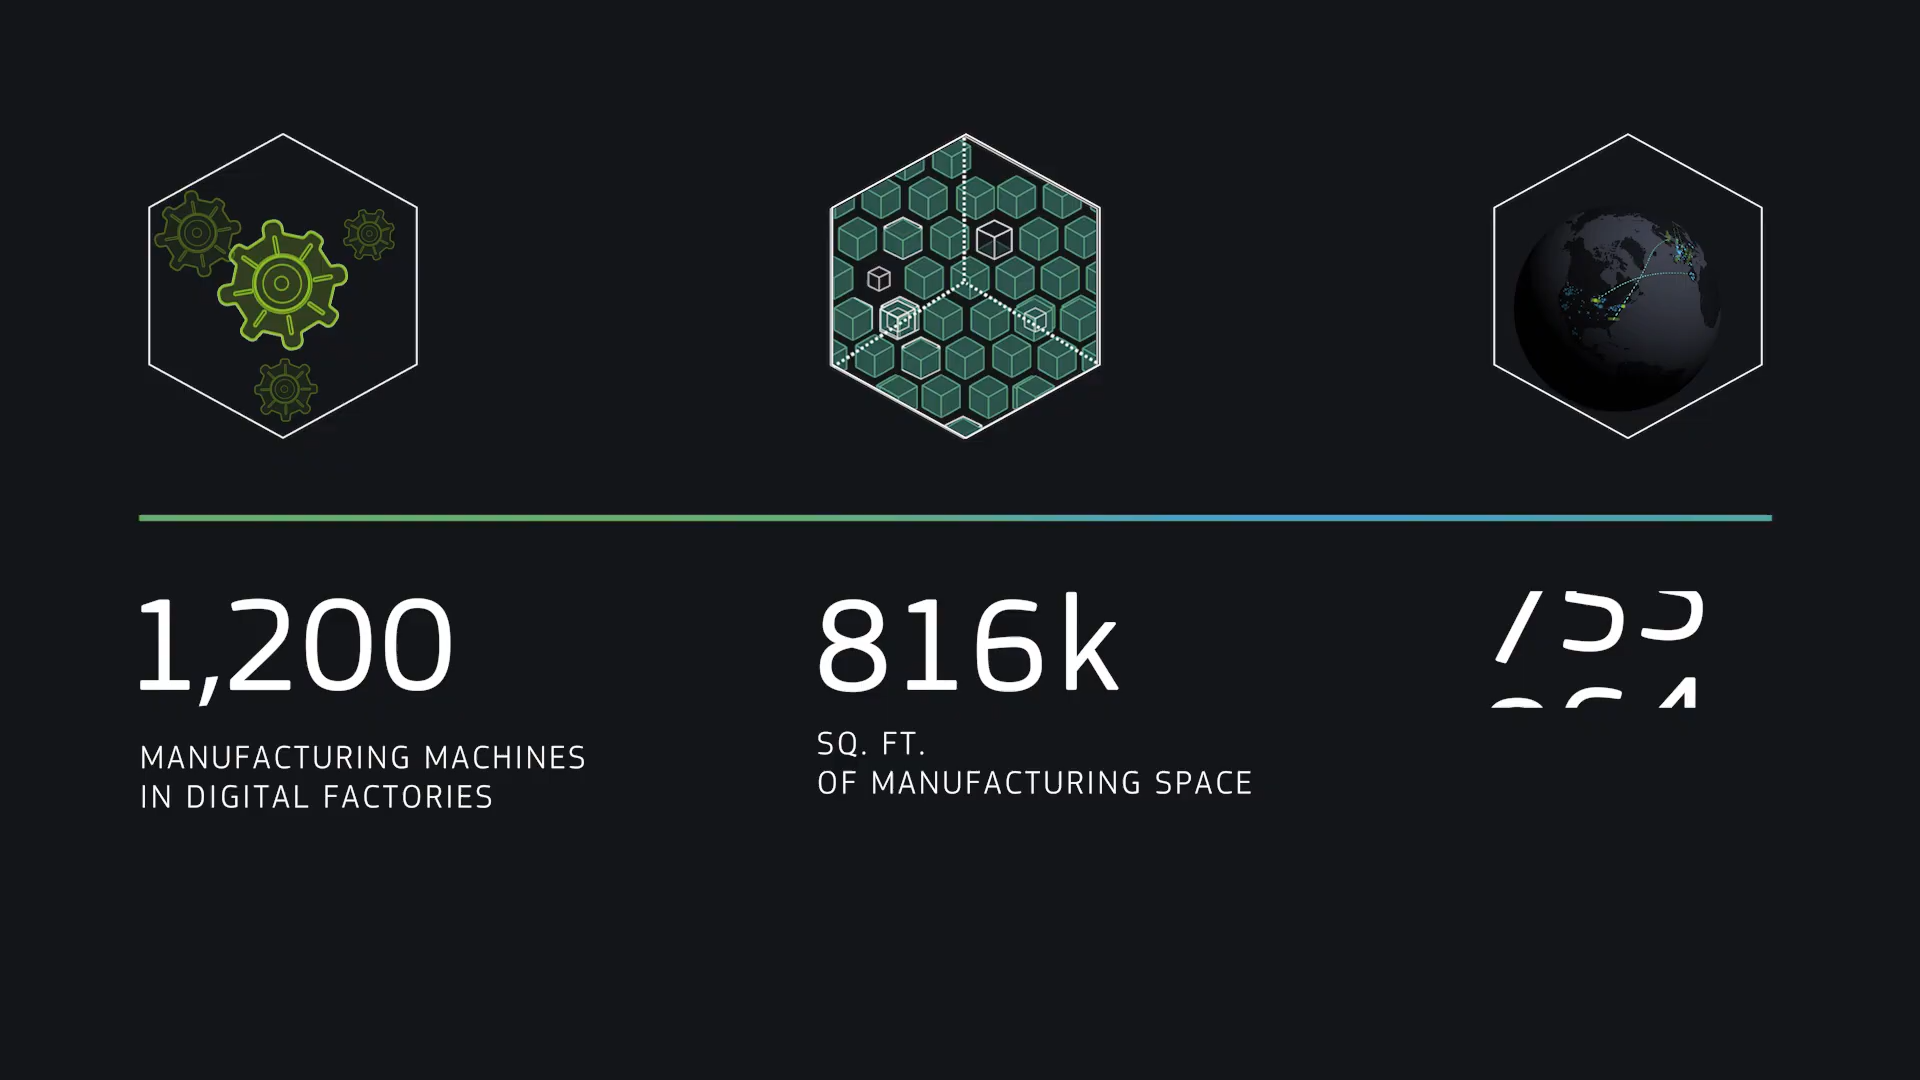 1,200
816k
MANUFACTURING MACHINES
IN DIGITAL FACTORIES
SQ. FT.
OF MANUFACTURING SPACE